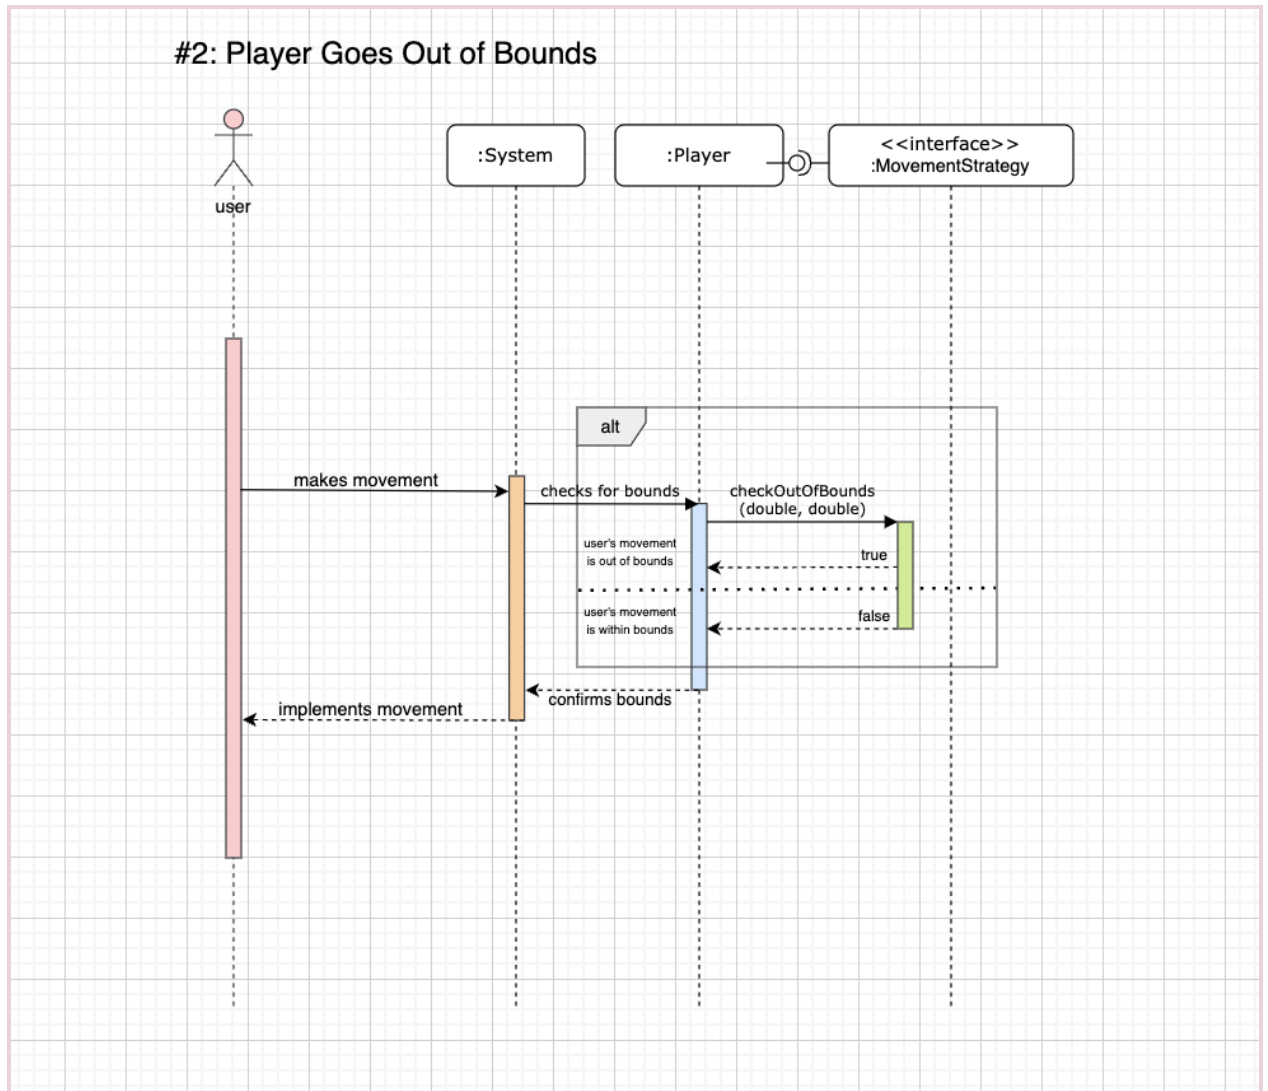 #2: Player Goes Out of Bounds
user
:System
:Player
<<interface>>
:MovementStrategy
alt
makes movement
checks for bounds
checkOutOfBounds
(double, double)
user's movement
is out of bounds
true
user's movement
is within bounds
false
confirms bounds
implements movement